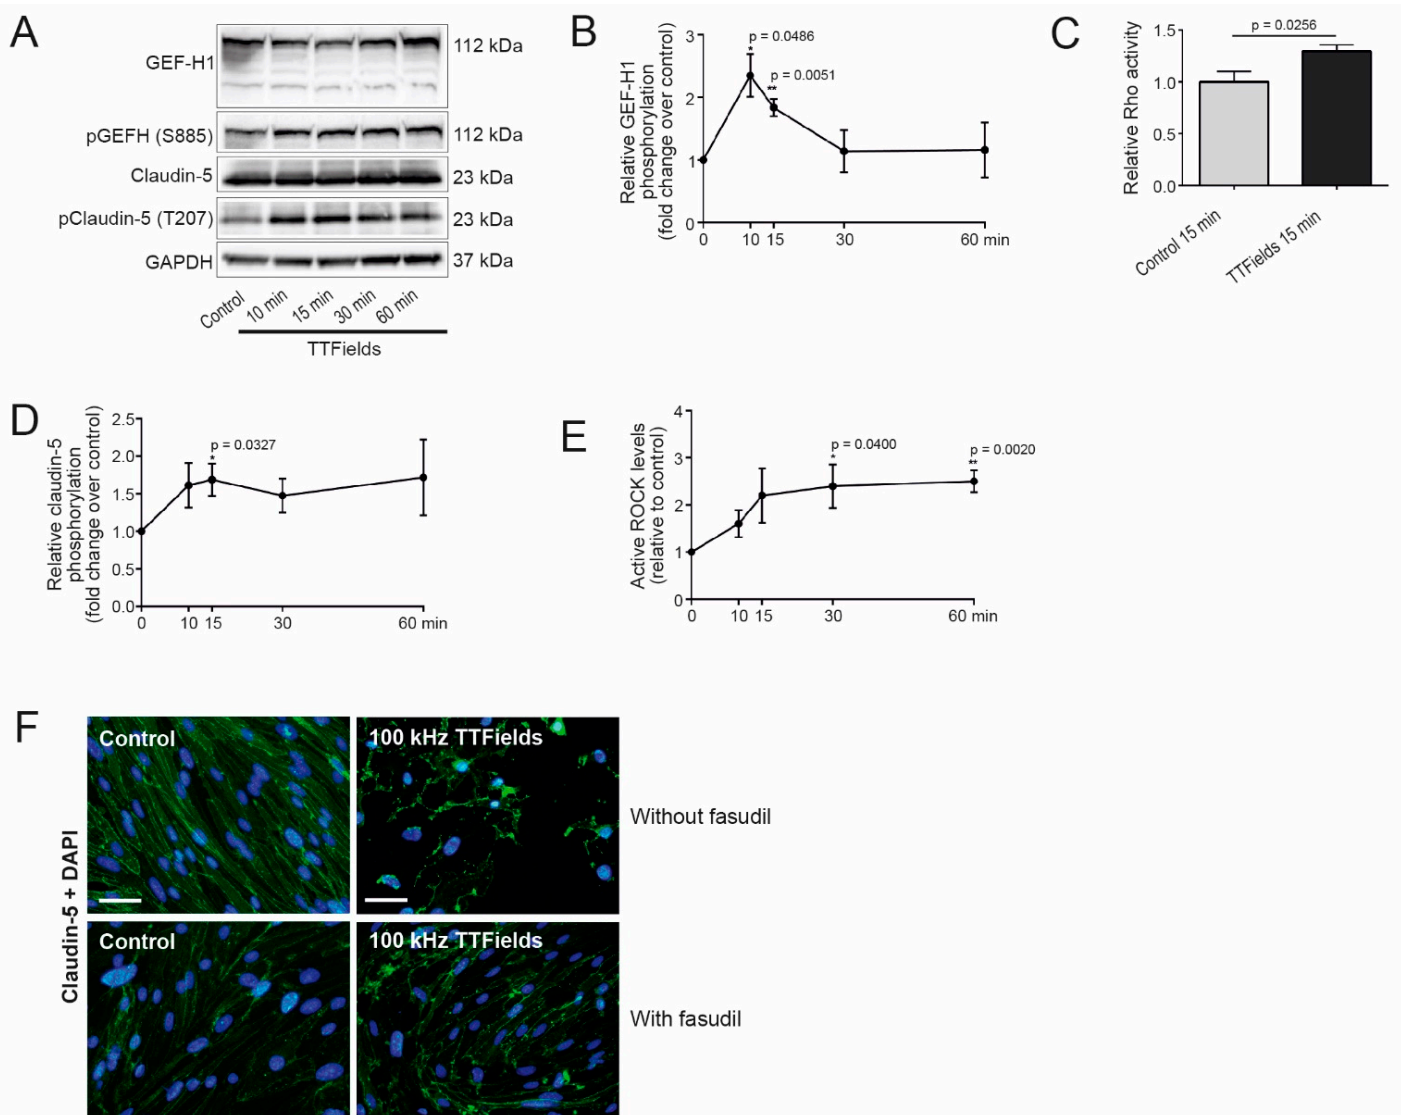 A
GEF-H1
112 kDa
pGEFH (S885)
112 kDa
Claudin-5
23 kDa
pClaudin-5 (T207)
23 kDa
GAPDH
37 kDa
Control
10 min
15 min
30 min
60 min
TTFields
B
Relative GEF-H1
phosphorylation
(fold change over control)
3
2
1
0
p = 0.0486
*
p = 0.0051
**
0
10
15
30
60 min
C
Relative Rho activity
1.5
1.0
0.5
0.0
p = 0.0256
Control 15 min
TTFields 15 min
D
Relative claudin-5
phosphorylation
(fold change over control)
2.5
2.0
1.5
1.0
0.5
0.0
p = 0.0327
*
0
10
15
30
60 min
E
Active ROCK levels
(relative to control)
4
3
2
1
0
p = 0.0400
*
p = 0.0020
**
0
10
15
30
60 min
F
Claudin-5 + DAPI
Control
100 kHz TTFields
Without fasudil
Control
100 kHz TTFields
With fasudil